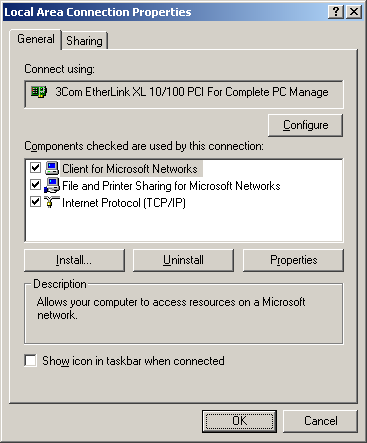 Local Area Connection Properties
General
Sharing
Connect using:
3Com EtherLink XL 10/100 PCI For Complete PC Manage
Configure
Components checked are used by this connection:
Client for Microsoft Networks
File and Printer Sharing for Microsoft Networks
Internet Protocol (TCP/IP)
Install... Uninstall Properties
Description
Allows your computer to access resources on a Microsoft
network.
Show icon in taskbar when connected
OK Cancel